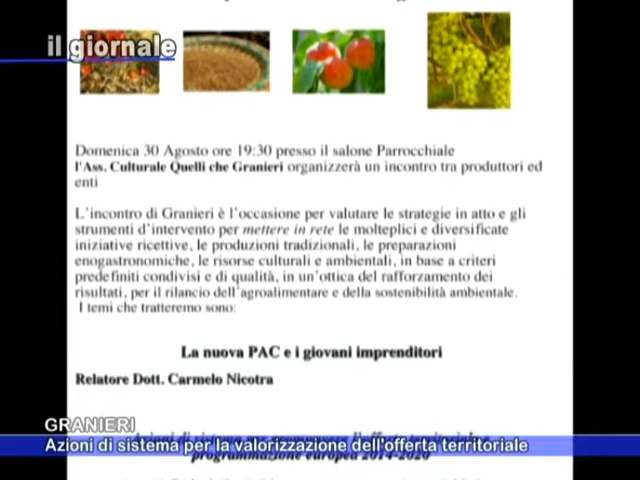 il giornale
Domenica 30 Agosto ore 19:30 presso il salone Parrocchiale
l'Ass. Culturale Quelli che Granieri organizzerà un incontro tra produttori ed
enti
L'incontro di Granieri è l'occasione per valutare le strategie in atto e gli
strumenti d'intervento per mettere in rete le molteplici e diversificate
iniziative ricettive, le produzioni tradizionali, le preparazioni
enogastronomiche, le risorse culturali e ambientali, in base a criteri
predefiniti condivisi e di qualità, in un'ottica del rafforzamento dei
risultati, per il rilancio dell'agroalimentare e della sostenibilità ambientale.
I temi che tratteremo sono:
La nuova PAC e i giovani imprenditori
Relatore Dott. Carmelo Nicotra
GRANIERI
Azioni di sistema per la valorizzazione dell'offerta territoriale
programmazione europea 2014-2020